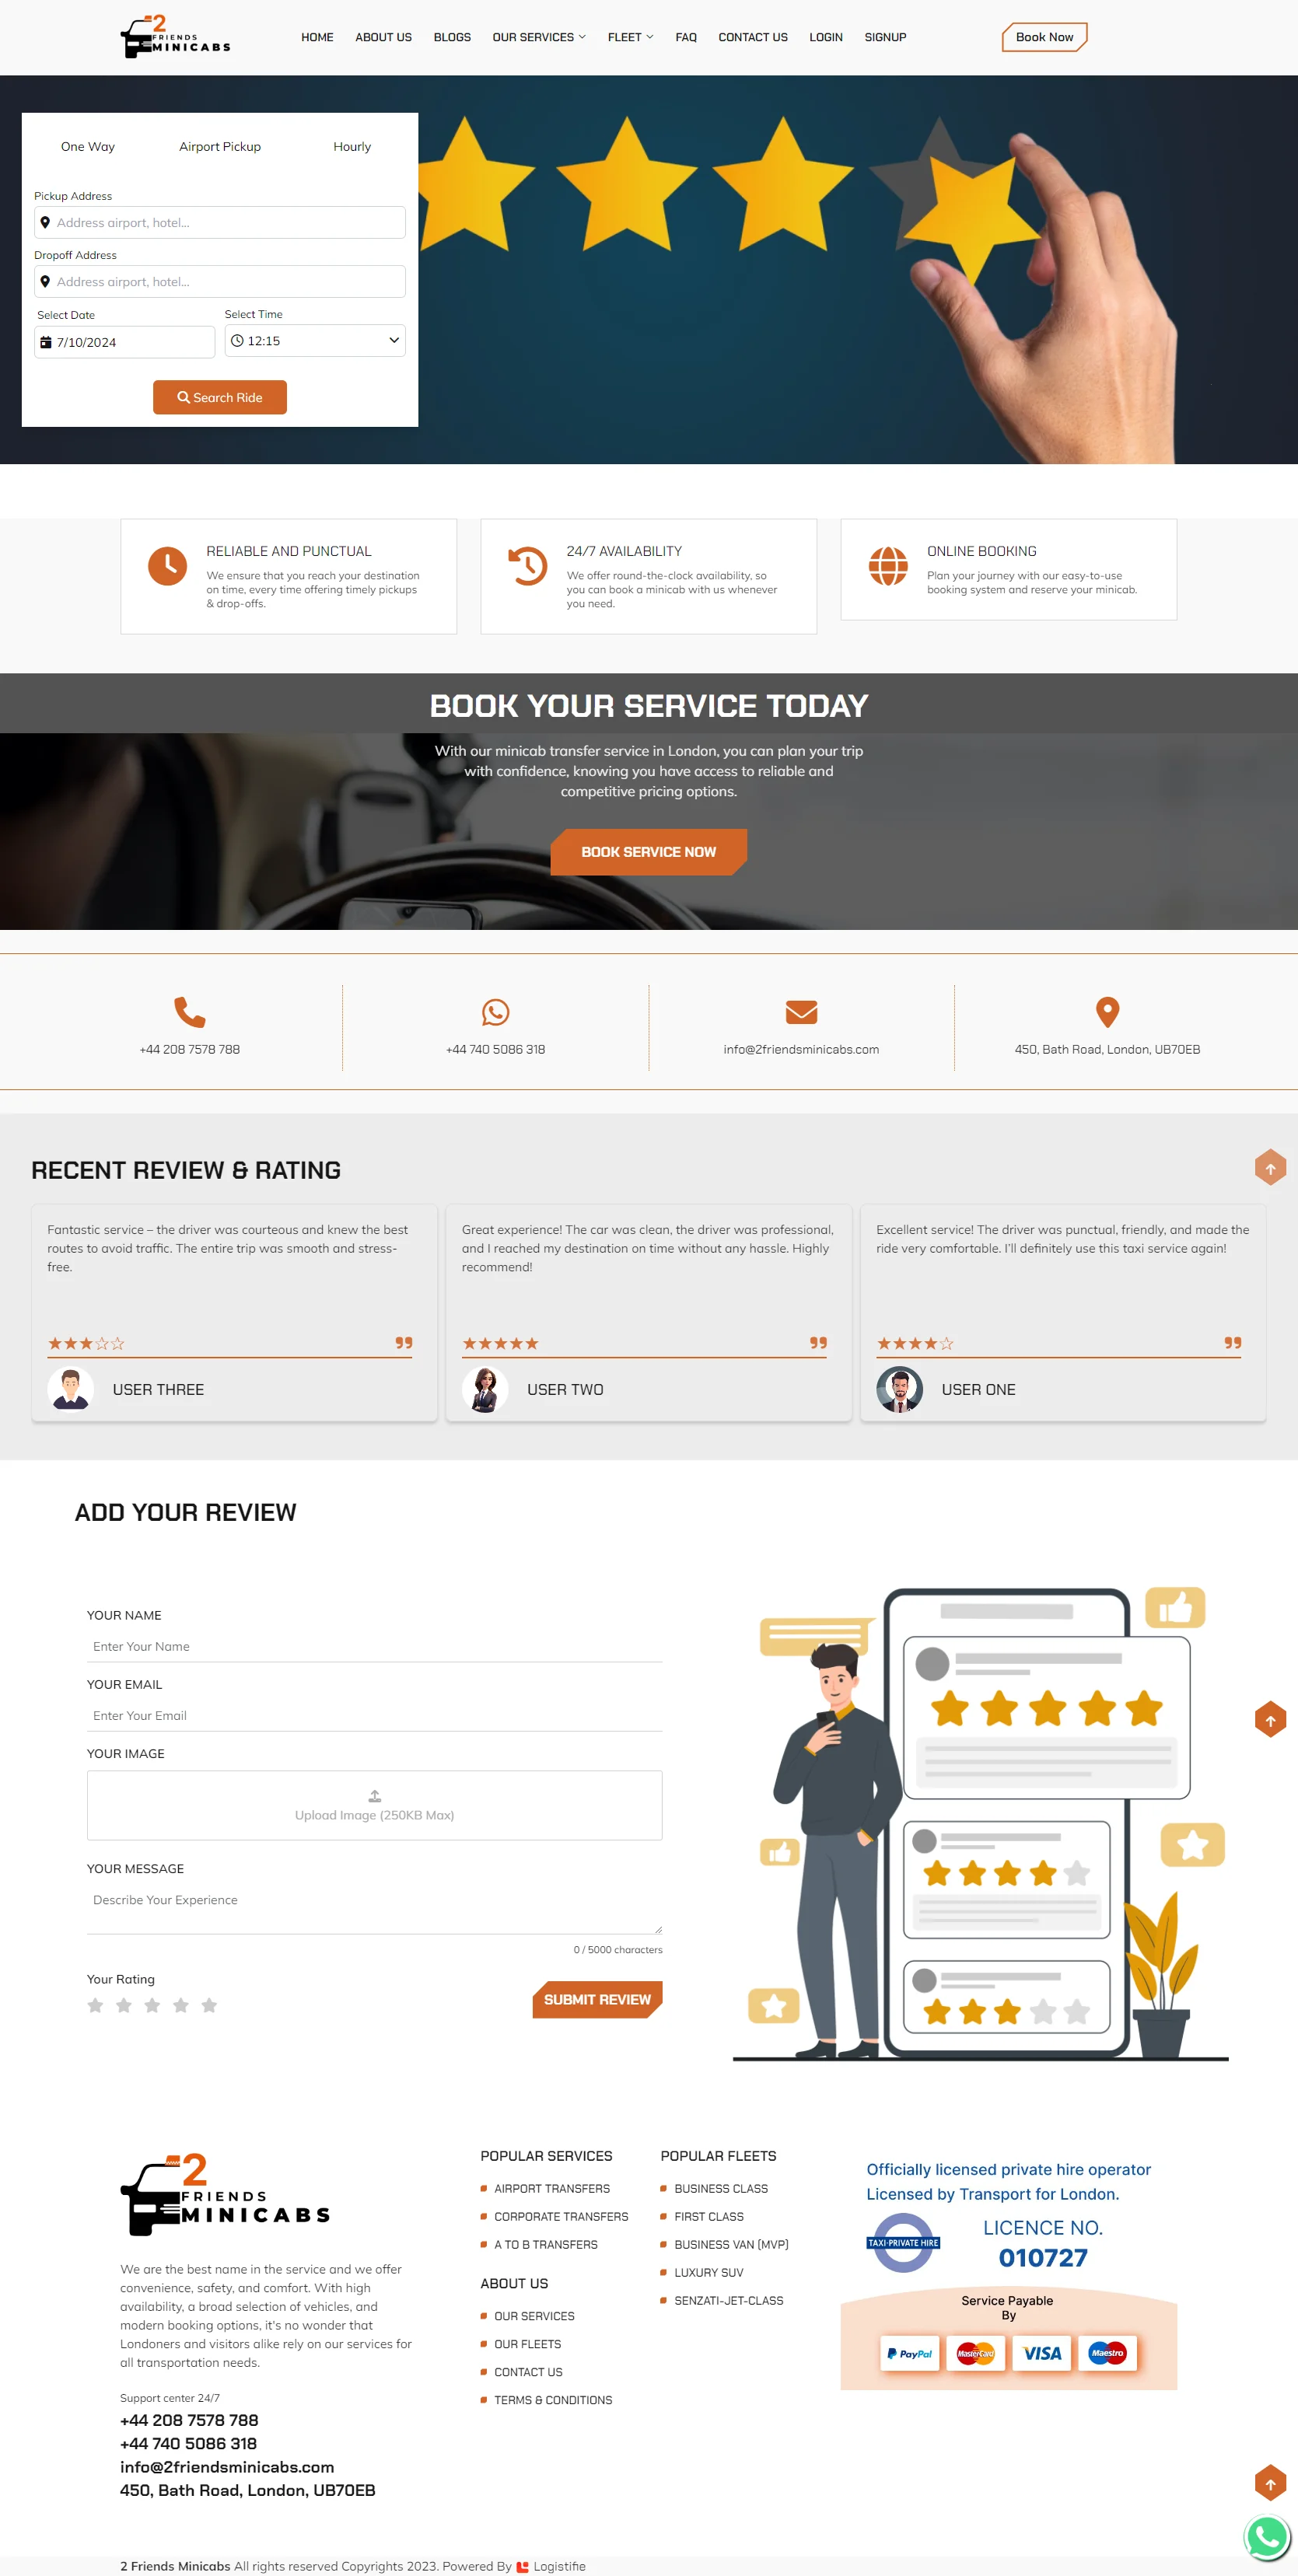 2
FRIENDS
MINICABS
HOME ABOUT US BLOGS OUR SERVICES FLEET FAQ CONTACT US LOGIN SIGNUP
Book Now
One Way Airport Pickup Hourly
Pickup Address
Address airport, hotel...
Dropoff Address
Address airport, hotel...
Select Date Select Time
7/10/2024 12:15
Search Ride
RELIABLE AND PUNCTUAL
We ensure that you reach your destination
on time, every time offering timely pickups
& drop-offs.
24/7 AVAILABILITY
We offer round-the-clock availability, so
you can book a minicab with us whenever
you need.
ONLINE BOOKING
Plan your journey with our easy-to-use
booking system and reserve your minicab.
BOOK YOUR SERVICE TODAY
With our minicab transfer service in London, you can plan your trip
with confidence, knowing you have access to reliable and
competitive pricing options.
BOOK SERVICE NOW
+44 208 7578 788
+44 740 5086 318
info@2friendsminicabs.com
450, Bath Road, London, UB70EB
RECENT REVIEW & RATING
Fantastic service – the driver was courteous and knew the best
routes to avoid traffic. The entire trip was smooth and stress-
free.
USER THREE
Great experience! The car was clean, the driver was professional,
and I reached my destination on time without any hassle. Highly
recommend!
USER TWO
Excellent service! The driver was punctual, friendly, and made the
ride very comfortable. I'll definitely use this taxi service again!
USER ONE
ADD YOUR REVIEW
YOUR NAME
Enter Your Name
YOUR EMAIL
Enter Your Email
YOUR IMAGE
Upload Image (250KB Max)
YOUR MESSAGE
Describe Your Experience
0 / 5000 characters
Your Rating
SUBMIT REVIEW
2
FRIENDS
MINICABS
We are the best name in the service and we offer
convenience, safety, and comfort. With high
availability, a broad selection of vehicles, and
modern booking options, it's no wonder that
Londoners and visitors alike rely on our services for
all transportation needs.
Support center 24/7
+44 208 7578 788
+44 740 5086 318
info@2friendsminicabs.com
450, Bath Road, London, UB70EB
POPULAR SERVICES
AIRPORT TRANSFERS
CORPORATE TRANSFERS
A TO B TRANSFERS
ABOUT US
OUR SERVICES
OUR FLEETS
CONTACT US
TERMS & CONDITIONS
POPULAR FLEETS
BUSINESS CLASS
FIRST CLASS
BUSINESS VAN (MVP)
LUXURY SUV
SENZATI-JET-CLASS
Officially licensed private hire operator
Licensed by Transport for London.
TAXI-PRIVATE HIRE
LICENCE NO.
010727
Service Payable
By
PayPal MasterCard VISA Maestro
2 Friends Minicabs All rights reserved Copyrights 2023. Powered By Logistifie